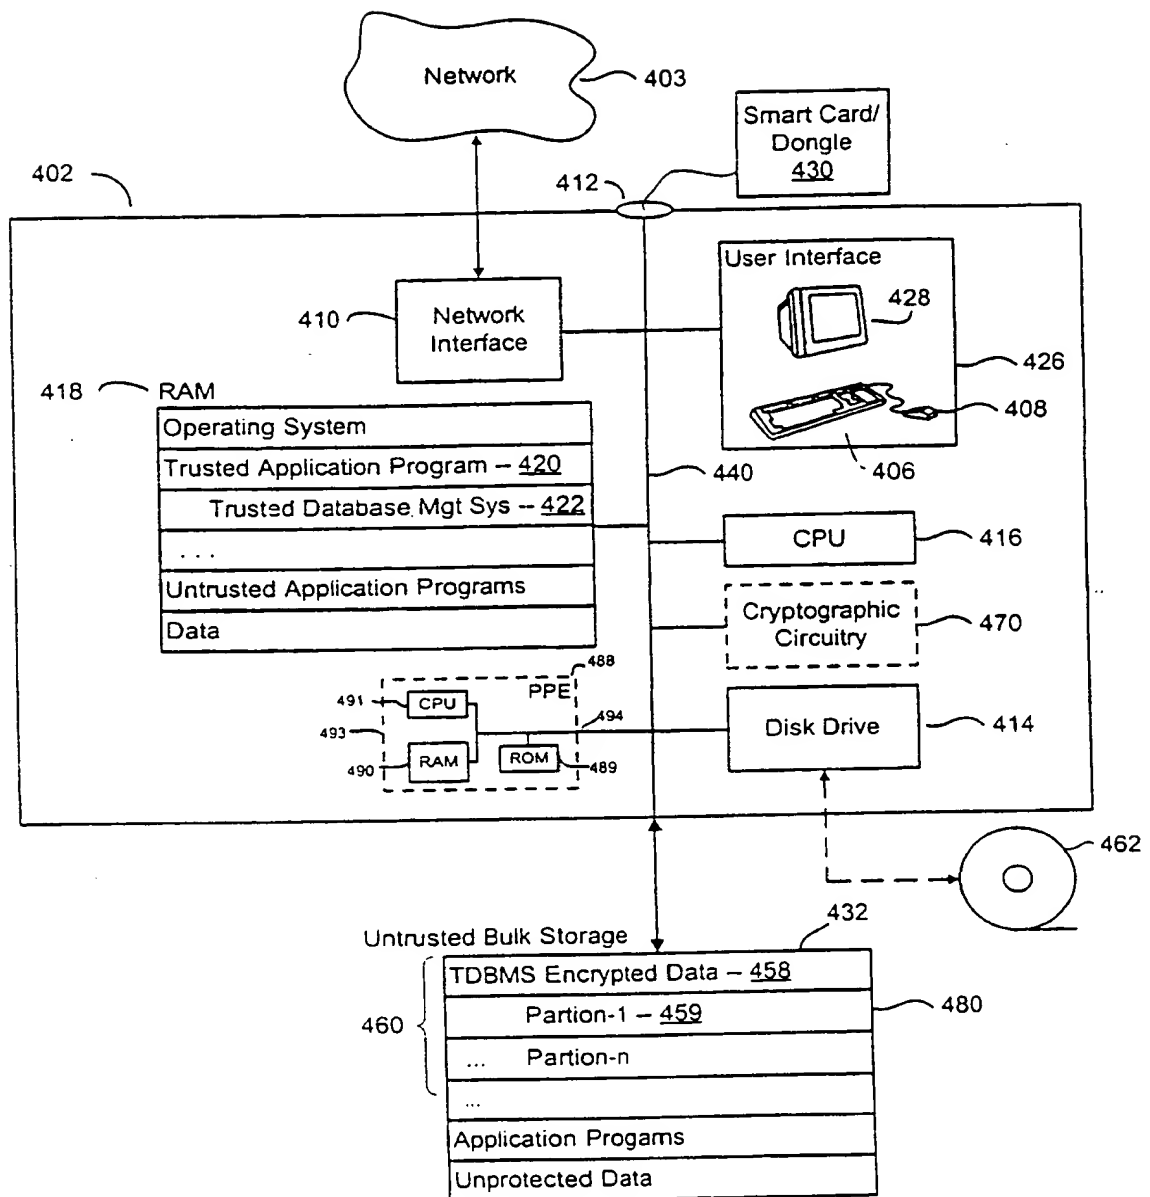 Network
403
Smart Card/
Dongle
430
402
412
User Interface
428
410
Network
Interface
426
418
RAM
408
Operating System
Trusted Application Program – 420
440
406
Trusted Database Mgt Sys – 422
CPU
416
. . .
Untrusted Application Programs
Cryptographic
Circuitry
470
Data
488
PPE
491
CPU
494
493
Disk Drive
414
490
RAM
ROM
489
462
432
Untrusted Bulk Storage
TDBMS Encrypted Data – 458
460
Partion-1 – 459
480
... Partion-n
...
Application Progams
Unprotected Data